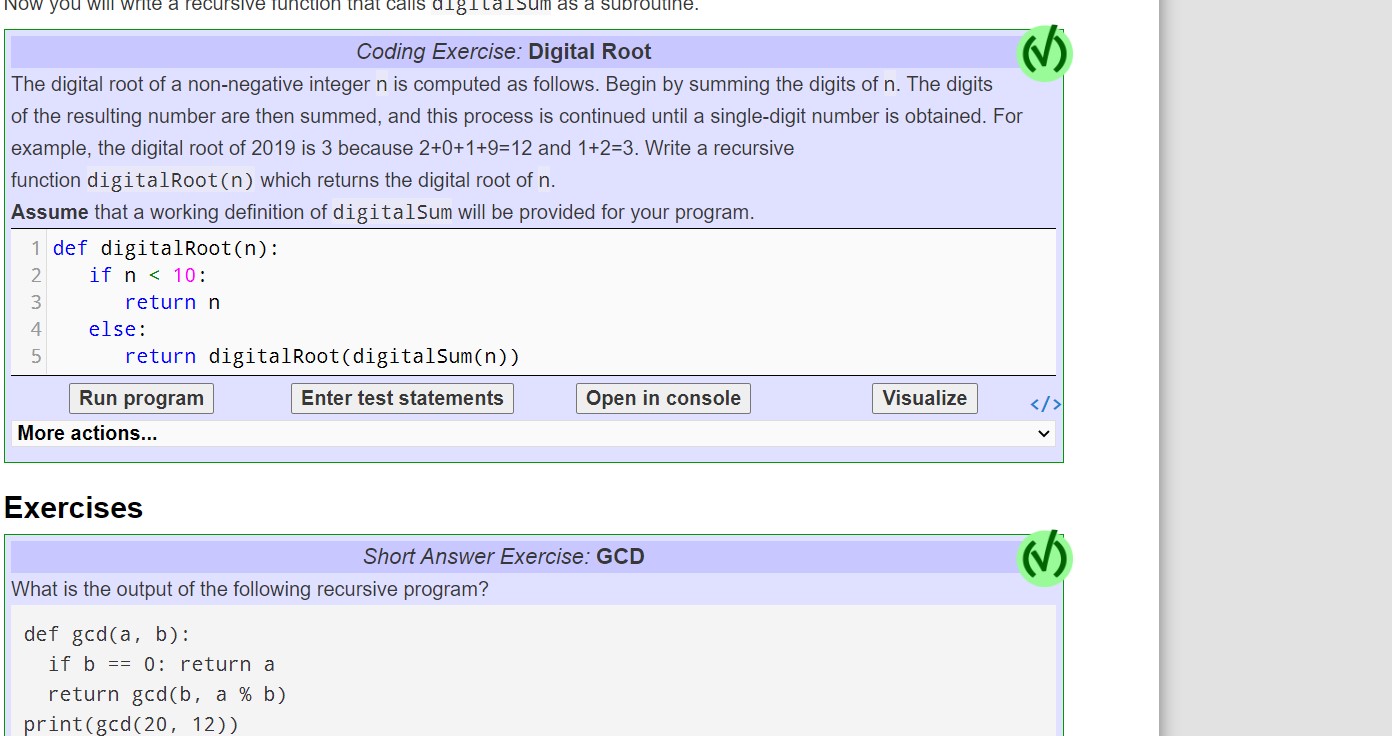 Now you will write a recursive function that calls digitalSum as a subroutine.
Coding Exercise: Digital Root
The digital root of a non-negative integer n is computed as follows. Begin by summing the digits of n. The digits
of the resulting number are then summed, and this process is continued until a single-digit number is obtained. For
example, the digital root of 2019 is 3 because 2+0+1+9=12 and 1+2=3. Write a recursive
function digitalRoot(n) which returns the digital root of n.
Assume that a working definition of digitalSum will be provided for your program.
1 def digitalRoot(n):
2    if n < 10:
3       return n
4    else:
5       return digitalRoot(digitalSum(n))
Run program Enter test statements Open in console Visualize </>
More actions...
Exercises
Short Answer Exercise: GCD
What is the output of the following recursive program?
def gcd(a, b):
  if b == 0: return a
  return gcd(b, a % b)
print(gcd(20, 12))